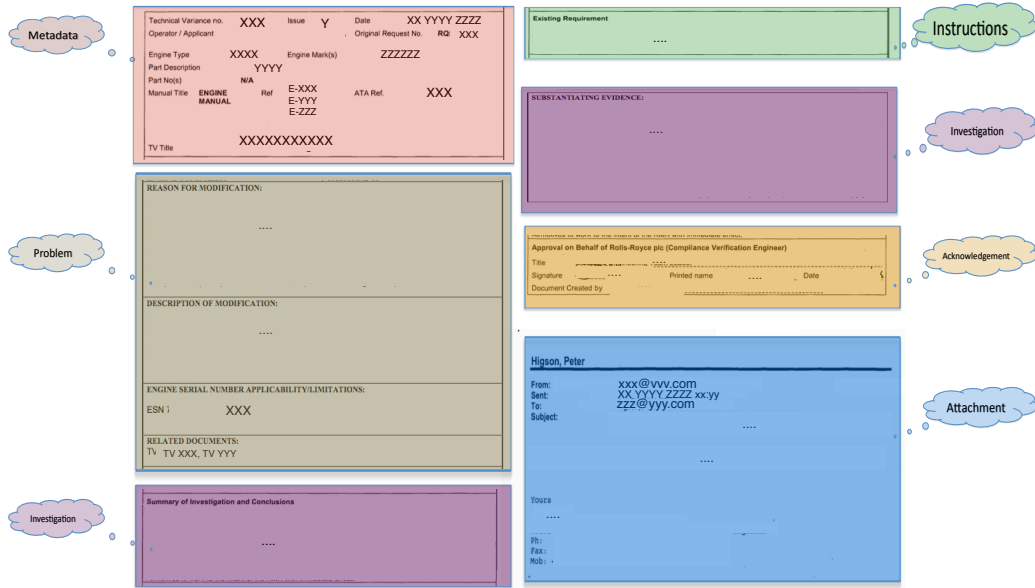 Metadata
Technical Variance no. XXX Issue Y Date XX YYYY ZZZZ
Operator / Applicant Original Request No. RQ XXX
Engine Type XXXX Engine Mark(s) ZZZZZZ
Part Description YYYY
Part No(s) N/A
Manual Title ENGINE MANUAL Ref E-XXX
E-YYY
E-ZZZ
ATA Ref. XXX
TV Title XXXXXXXXXXX
Problem
REASON FOR MODIFICATION:
....
DESCRIPTION OF MODIFICATION:
....
ENGINE SERIAL NUMBER APPLICABILITY/LIMITATIONS:
ESN XXX
RELATED DOCUMENTS:
TV XXX, TV YYY
Investigation
Summary of Investigation and Conclusions
....
Existing Requirement
....
Instructions
SUBSTANTIATING EVIDENCE:
....
Investigation
Approval on Behalf of Rolls-Royce plc (Compliance Verification Engineer)
Title ....
Signature .... Printed name .... Date
Document Created by
Acknowledgement
Higson, Peter
From: xxx@vvv.com
Sent: XX YYYY ZZZZ xx:yy
To: zzz@yyy.com
Subject:
....
....
Yours
....
Ph:
Fax:
Mob:
Attachment